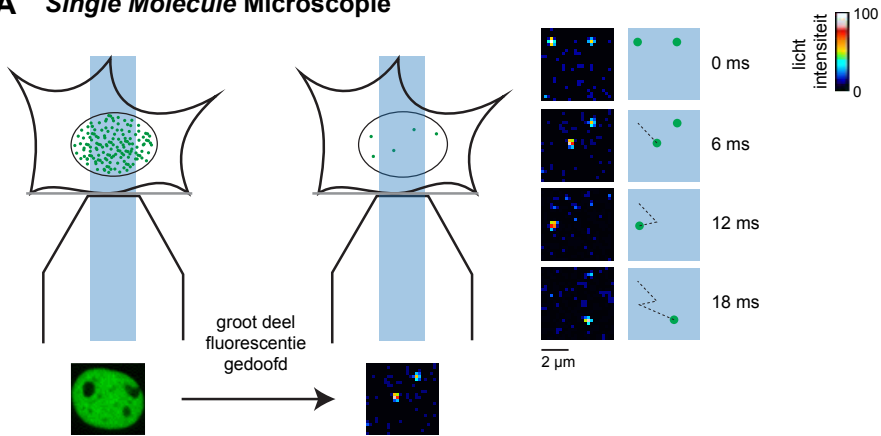 A Single Molecule Microscopie
licht
intensiteit
100
0
0 ms
6 ms
12 ms
18 ms
2 µm
groot deel
fluorescentie
gedoofd